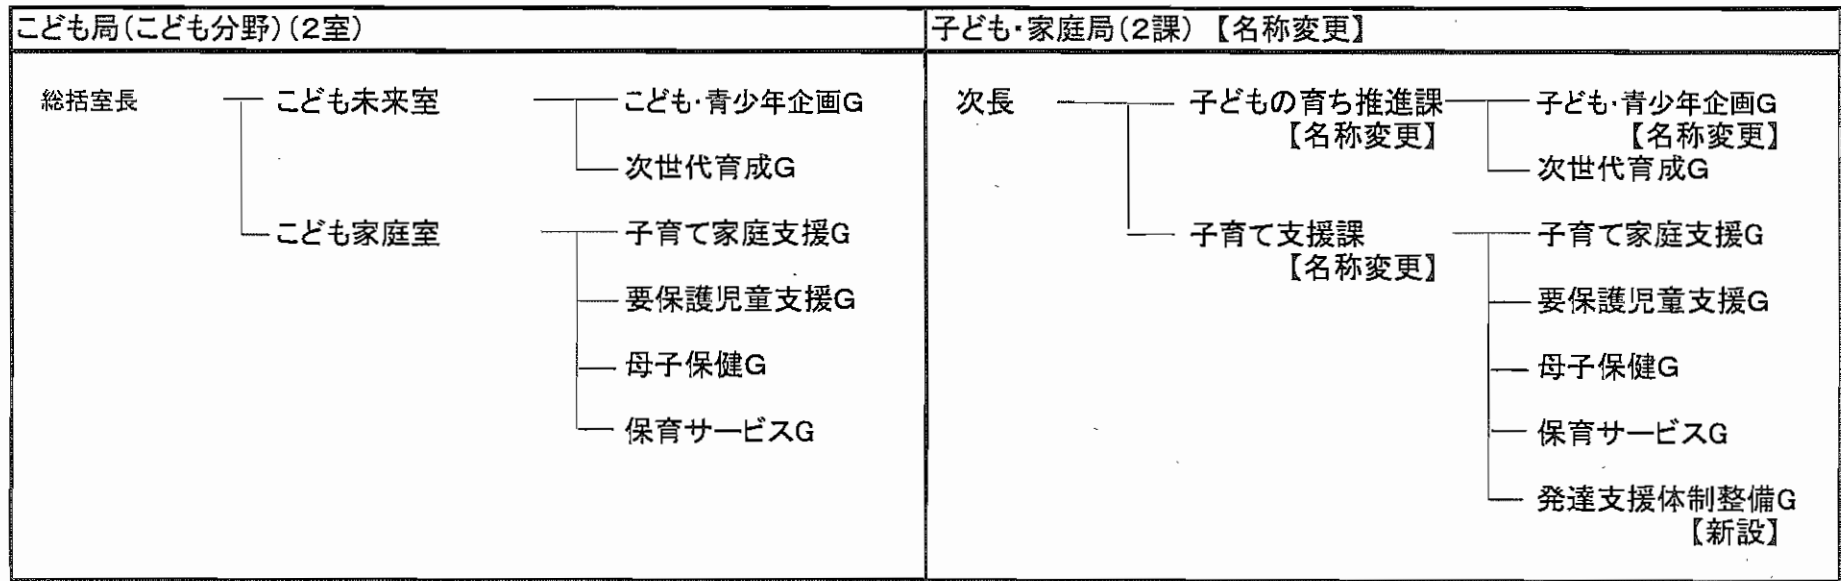 こども局(こども分野)(2室)
総括室長
こども未来室
こども・青少年企画G
次世代育成G
こども家庭室
子育て家庭支援G
要保護児童支援G
母子保健G
保育サービスG
子ども・家庭局(2課)【名称変更】
次長
子どもの育ち推進課
【名称変更】
子ども・青少年企画G
【名称変更】
次世代育成G
子育て支援課
【名称変更】
子育て家庭支援G
要保護児童支援G
母子保健G
保育サービスG
発達支援体制整備G
【新設】